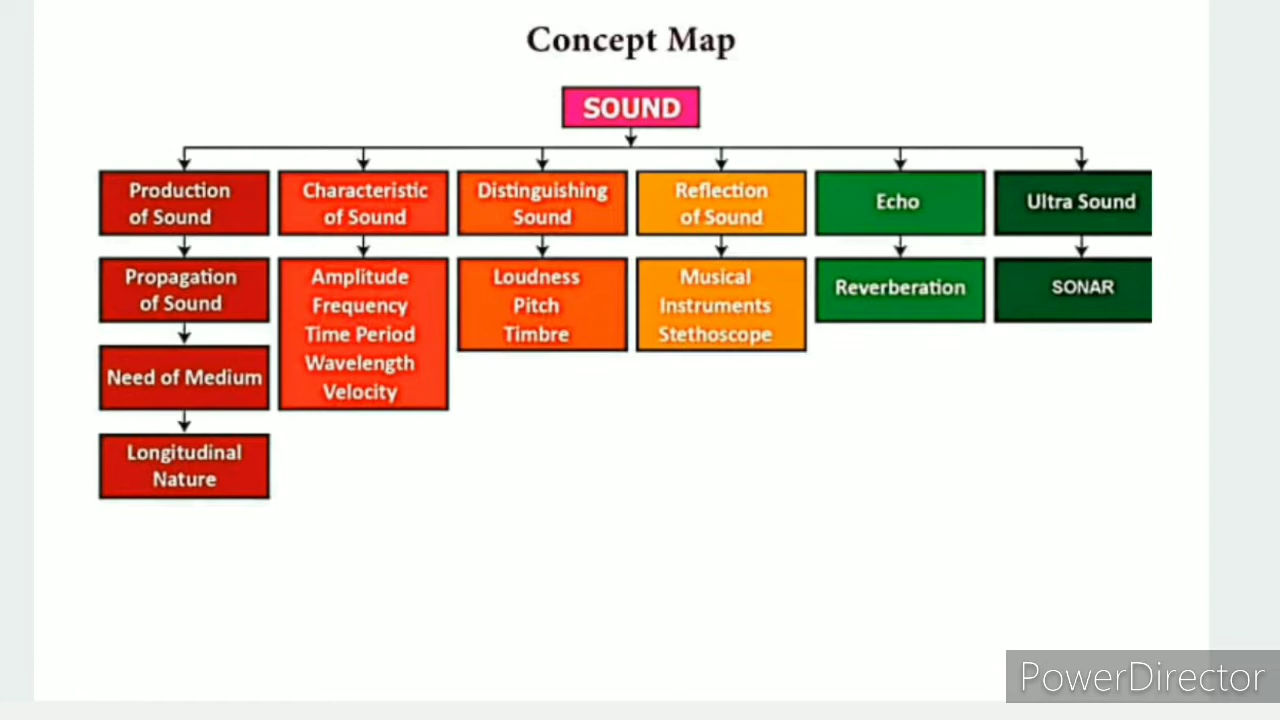 Concept Map
SOUND
Production
of Sound
Propagation
of Sound
Need of Medium
Longitudinal
Nature
Characteristic
of Sound
Amplitude
Frequency
Time Period
Wavelength
Velocity
Distinguishing
Sound
Loudness
Pitch
Timbre
Reflection
of Sound
Musical
Instruments
Stethoscope
Echo
Reverberation
Ultra Sound
SONAR
PowerDirector